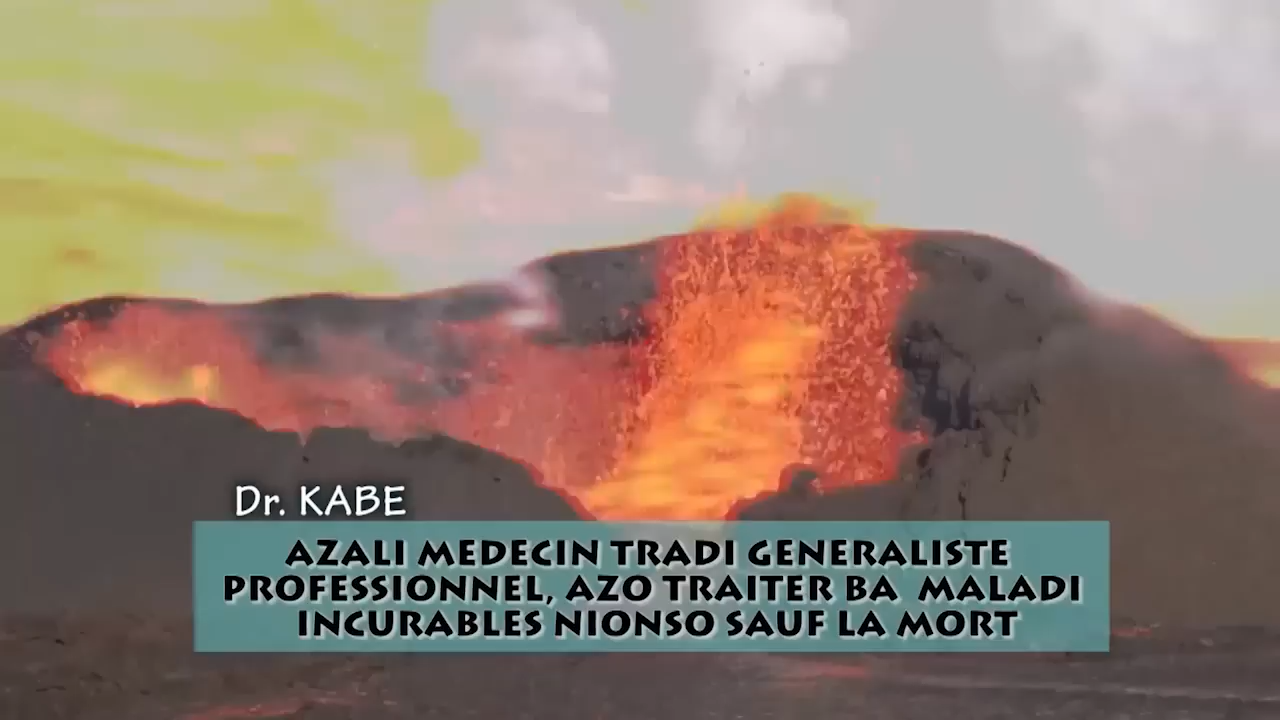 Dr. KABE
AZALI MEDECIN TRADI GENERALISTE
PROFESSIONNEL, AZO TRAITER BA MALADI
INCURABLES NIONSO SAUF LA MORT